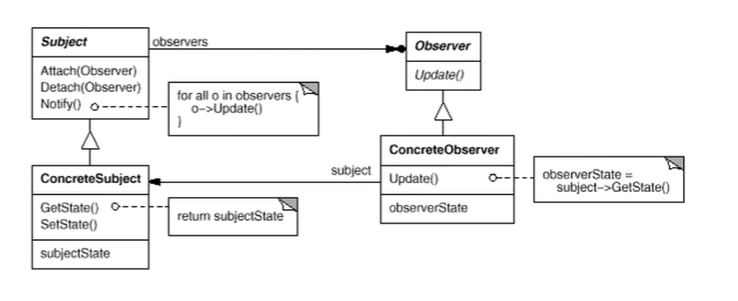 Subject
Attach(Observer)
Detach(Observer)
Notify()
observers
Observer
Update()
for all o in observers {
o->Update()
}
ConcreteSubject
GetState()
SetState()
subjectState
return subjectState
subject
ConcreteObserver
Update()
observerState
observerState =
subject->GetState()